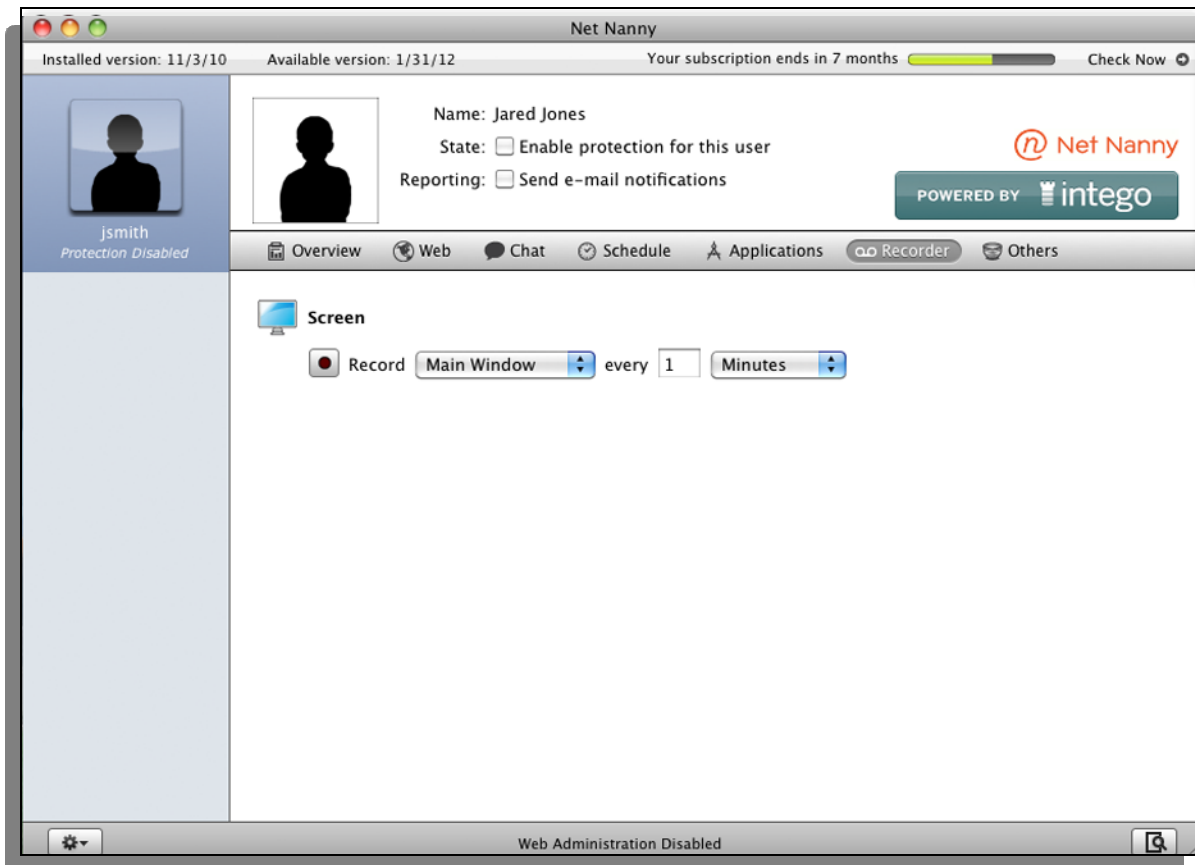 Net Nanny
Installed version: 11/3/10 Available version: 1/31/12 Your subscription ends in 7 months Check Now
jsmith
Protection Disabled
Name: Jared Jones
State: Enable protection for this user
Reporting: Send e-mail notifications
n Net Nanny
POWERED BY intego
Overview Web Chat Schedule Applications Recorder Others
Screen
Record Main Window every 1 Minutes
Web Administration Disabled